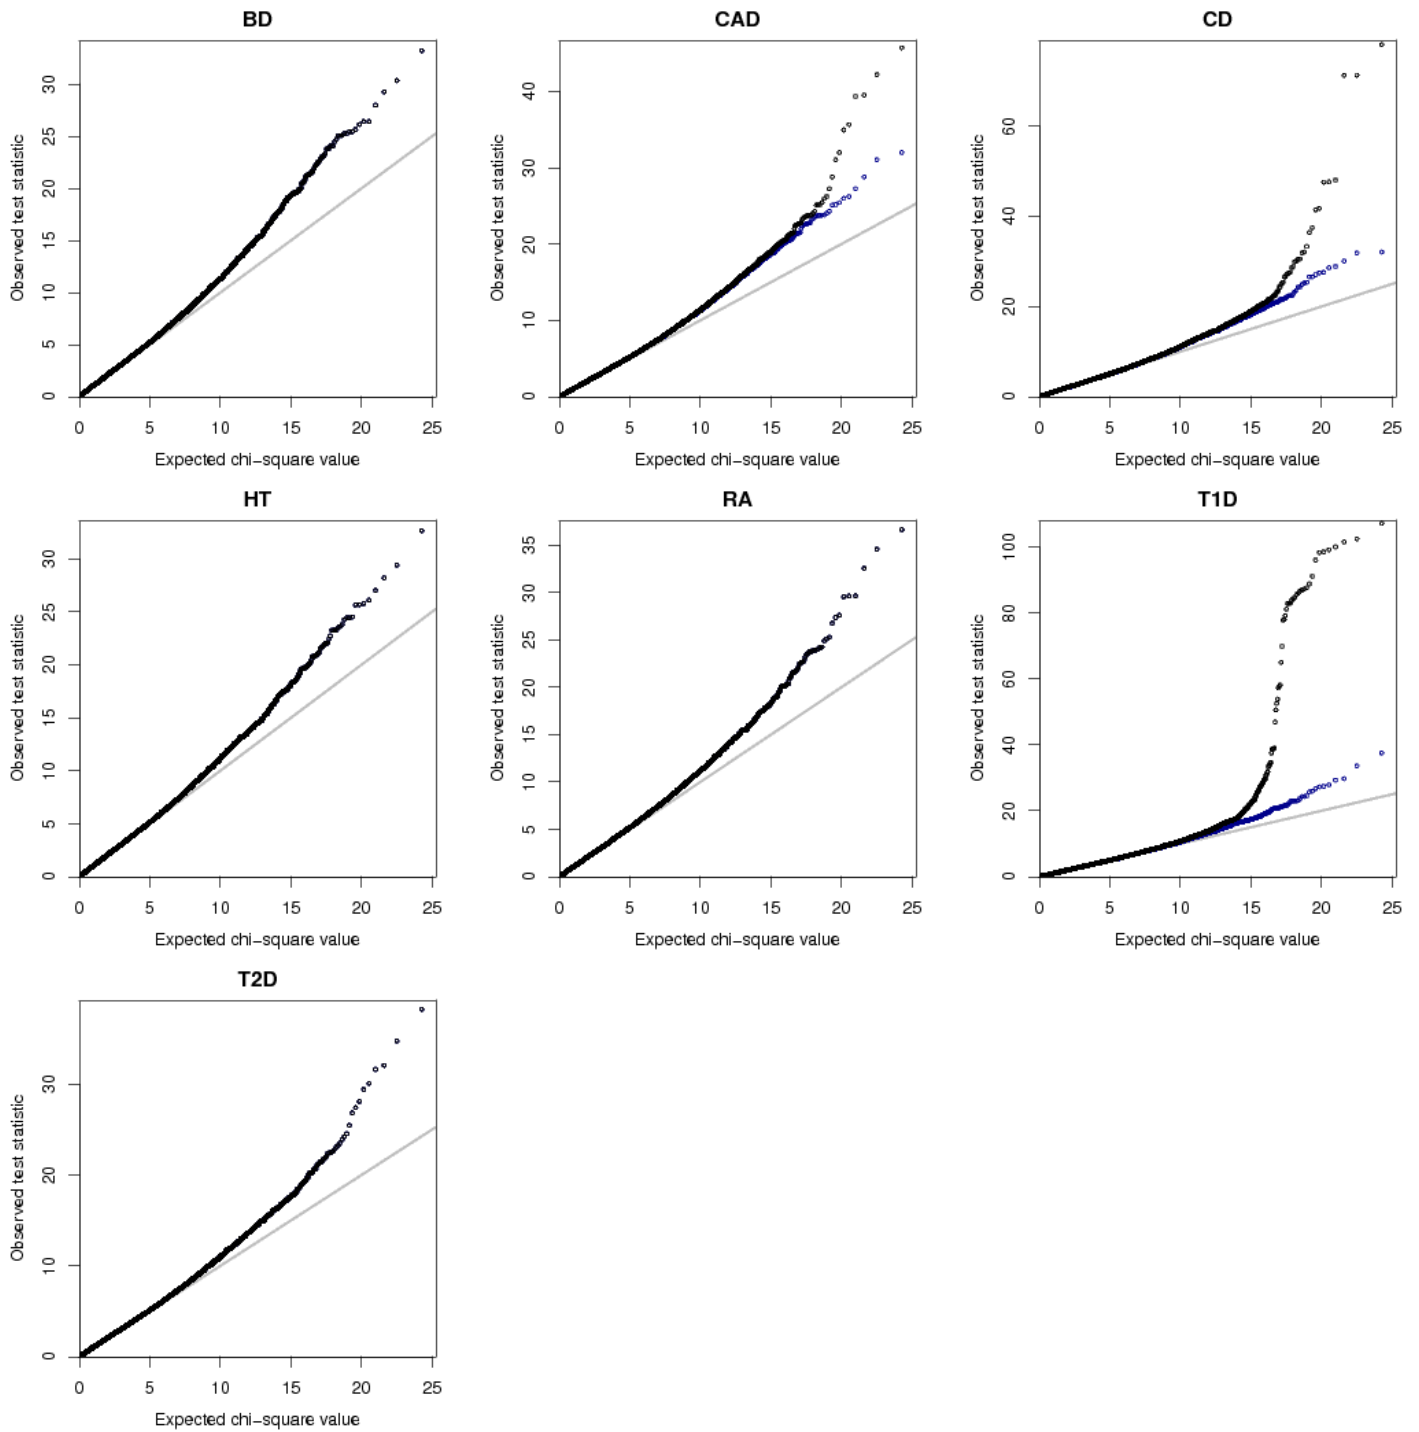 BD
CAD
CD
Observed test statistic
0 5 10 15 20 25 30
Observed test statistic
0 10 20 30 40
Observed test statistic
0 20 40 60
0 5 10 15 20 25
0 5 10 15 20 25
0 5 10 15 20 25
Expected chi-square value
Expected chi-square value
Expected chi-square value
HT
RA
T1D
Observed test statistic
0 5 10 15 20 25 30
Observed test statistic
0 5 10 15 20 25 30 35
Observed test statistic
0 20 40 60 80 100
0 5 10 15 20 25
0 5 10 15 20 25
0 5 10 15 20 25
Expected chi-square value
Expected chi-square value
Expected chi-square value
T2D
Observed test statistic
0 10 20 30
0 5 10 15 20 25
Expected chi-square value